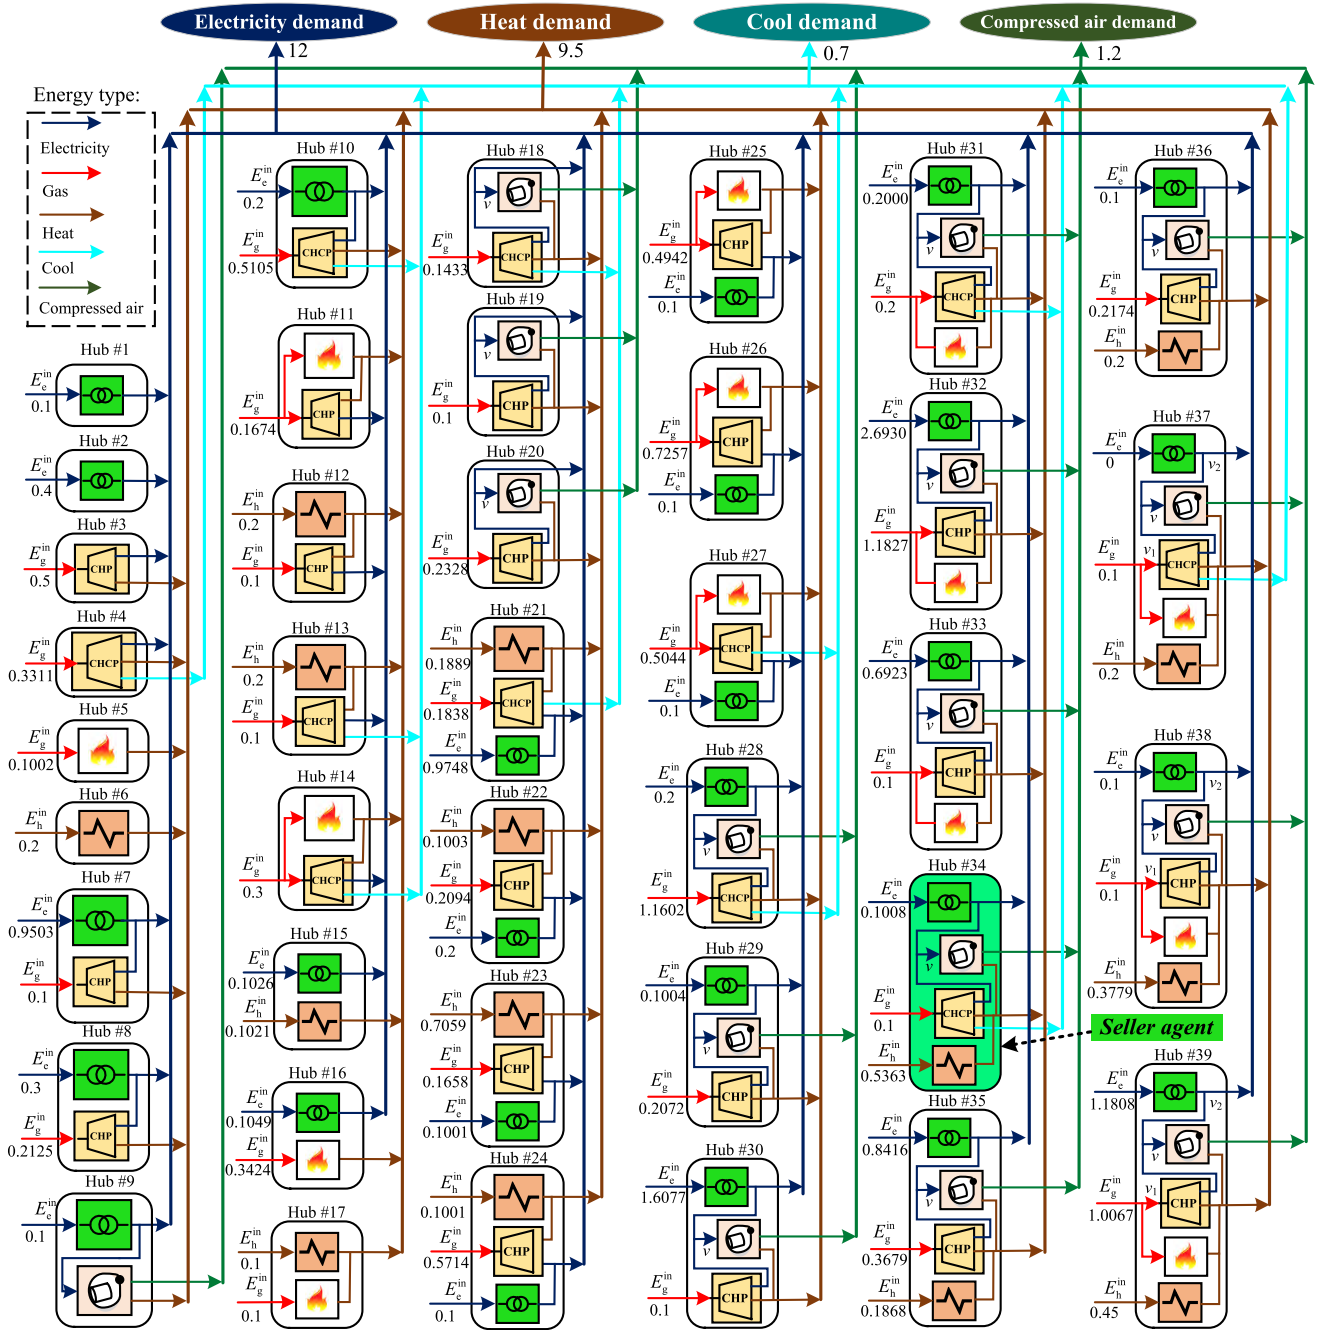 Electricity demand
Heat demand
Cool demand
Compressed air demand
12
9.5
0.7
1.2
Energy type:
Electricity
Gas
Heat
Cool
Compressed air
Hub #1
E_e^in
0.1
Hub #2
E_e^in
0.4
Hub #3
E_g^in
0.5
CHP
Hub #4
E_g^in
0.3311
CHCP
Hub #5
E_g^in
0.1002
Hub #6
E_h^in
0.2
Hub #7
E_e^in
0.9503
E_g^in
0.1
CHP
Hub #8
E_e^in
0.3
E_g^in
0.2125
CHP
Hub #9
E_e^in
0.1
Hub #10
E_e^in
0.2
E_g^in
0.5105
CHCP
Hub #11
E_g^in
0.1674
CHP
Hub #12
E_h^in
0.2
E_g^in
0.1
CHP
Hub #13
E_h^in
0.2
E_g^in
0.1
CHCP
Hub #14
E_g^in
0.3
CHCP
Hub #15
E_e^in
0.1026
E_h^in
0.1021
Hub #16
E_e^in
0.1049
E_g^in
0.3424
Hub #17
E_h^in
0.1
E_g^in
0.1
Hub #18
v
E_g^in
0.1433
CHCP
Hub #19
v
E_g^in
0.1
CHP
Hub #20
v
E_g^in
0.2328
CHP
Hub #21
E_h^in
0.1889
E_g^in
0.1838
CHCP
E_e^in
0.9748
Hub #22
E_h^in
0.1003
E_g^in
0.2094
CHP
E_e^in
0.2
Hub #23
E_h^in
0.7059
E_g^in
0.1658
CHP
E_e^in
0.1001
Hub #24
E_h^in
0.1001
E_g^in
0.5714
CHP
E_e^in
0.1
Hub #25
E_g^in
0.4942
CHP
E_e^in
0.1
Hub #26
E_g^in
0.7257
CHP
E_e^in
0.1
Hub #27
E_g^in
0.5044
CHCP
E_e^in
0.1
Hub #28
E_e^in
0.2
v
E_g^in
1.1602
CHCP
Hub #29
E_e^in
0.1004
v
E_g^in
0.2072
CHP
Hub #30
E_e^in
1.6077
v
E_g^in
0.1
CHP
Hub #31
E_e^in
0.2000
v
E_g^in
0.2
CHCP
Hub #32
E_e^in
2.6930
v
E_g^in
1.1827
CHP
Hub #33
E_e^in
0.6923
v
E_g^in
0.1
CHP
Hub #34
E_e^in
0.1008
v
E_g^in
0.1
CHCP
E_h^in
0.5363
Seller agent
Hub #35
E_e^in
0.8416
v
E_g^in
0.3679
CHP
E_h^in
0.1868
Hub #36
E_e^in
0.1
v
E_g^in
0.2174
CHP
E_h^in
0.2
Hub #37
E_e^in
0
v2
E_g^in
v1
0.1
CHCP
E_h^in
0.2
Hub #38
E_e^in
0.1
v2
E_g^in
v1
0.1
CHP
E_h^in
0.3779
Hub #39
E_e^in
1.1808
v2
E_g^in
v1
1.0067
CHP
E_h^in
0.45